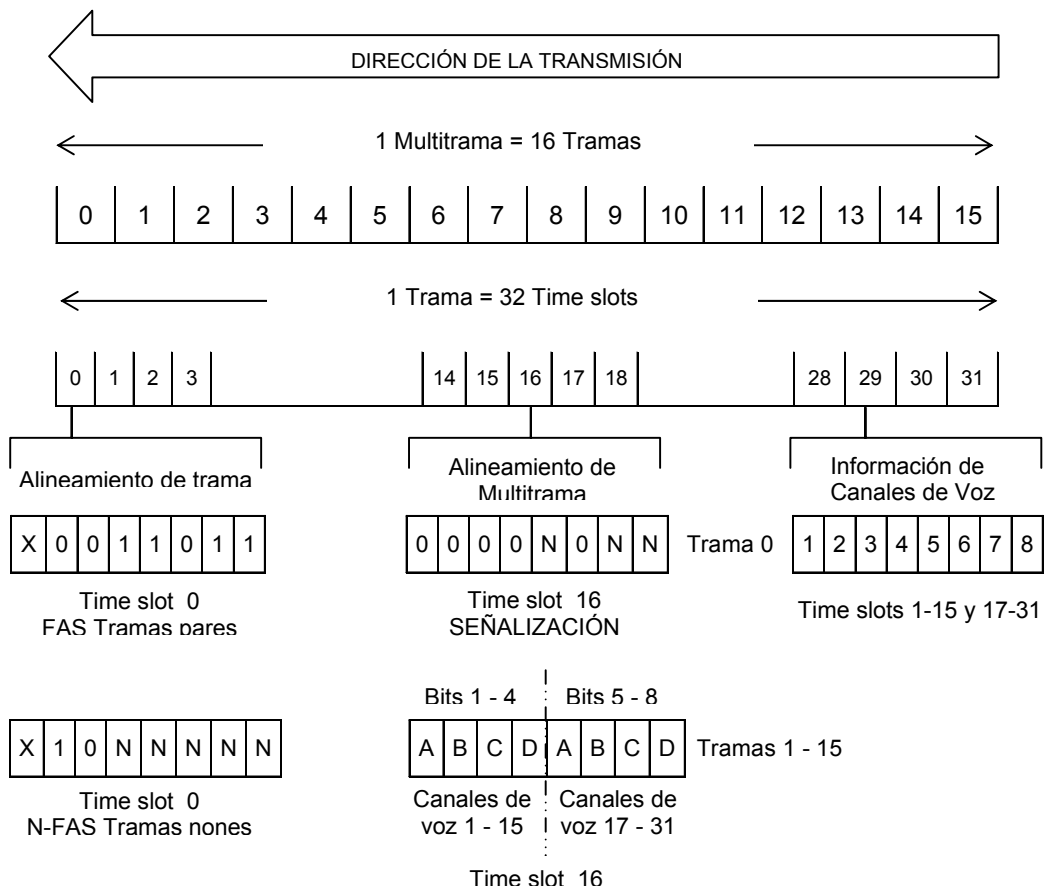 DIRECCIÓN DE LA TRANSMISIÓN
1 Multitrama = 16 Tramas
0 1 2 3 4 5 6 7 8 9 10 11 12 13 14 15
1 Trama = 32 Time slots
0 1 2 3 14 15 16 17 18 28 29 30 31
Alineamiento de trama
Alineamiento de
Multitrama
Información de
Canales de Voz
X 0 0 1 1 0 1 1
0 0 0 0 N 0 N N Trama 0
1 2 3 4 5 6 7 8
Time slot 0
FAS Tramas pares
Time slot 16
SEÑALIZACIÓN
Time slots 1-15 y 17-31
Bits 1 - 4 Bits 5 - 8
X 1 0 N N N N N
A B C D A B C D Tramas 1 - 15
Time slot 0
N-FAS Tramas nones
Canales de
voz 1 - 15
Canales de
voz 17 - 31
Time slot 16